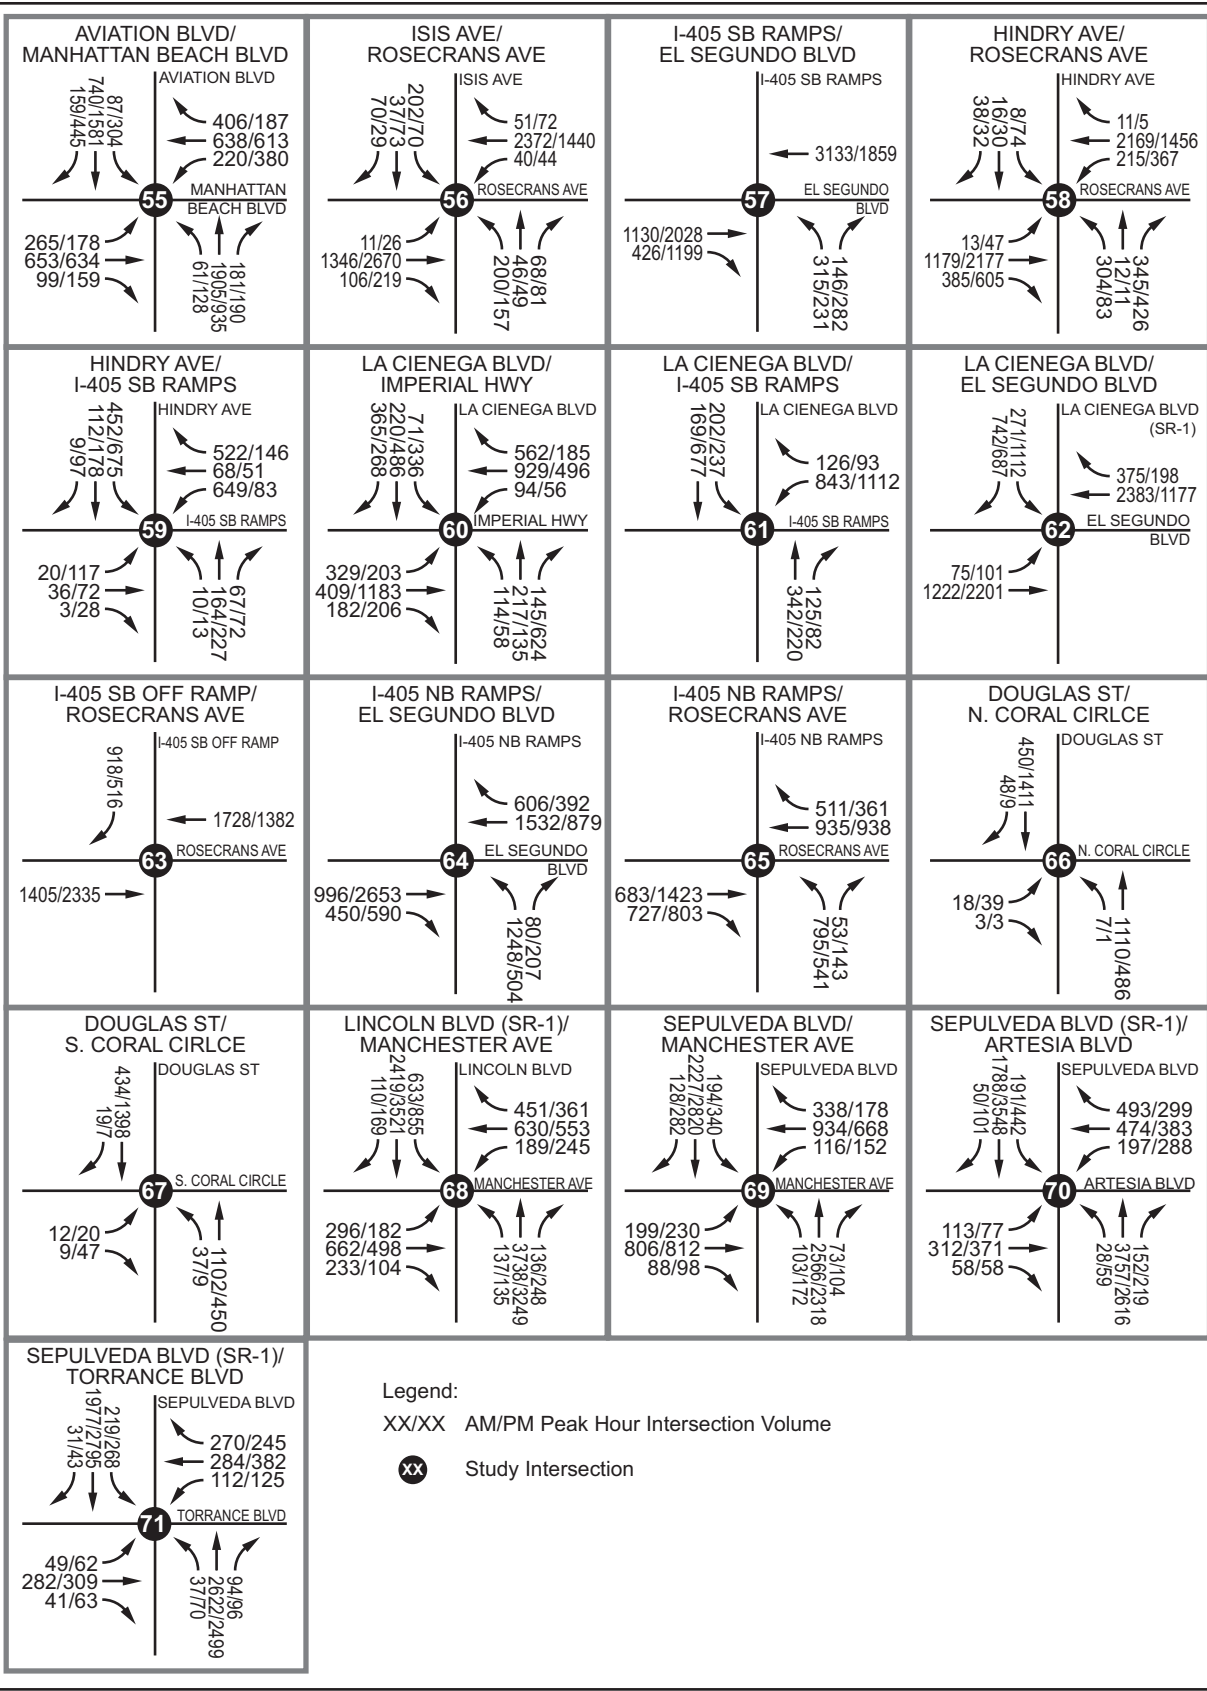 AVIATION BLVD/
MANHATTAN BEACH BLVD
AVIATION BLVD
159/445
740/1581
87/304
406/187
638/613
220/380
55
MANHATTAN
BEACH BLVD
265/178
653/634
99/159
61/128
1905/935
181/190
ISIS AVE/
ROSECRANS AVE
ISIS AVE
70/29
37/73
202/70
51/72
2372/1440
40/44
56
ROSECRANS AVE
11/26
1346/2670
106/219
200/157
46/49
68/81
I-405 SB RAMPS/
EL SEGUNDO BLVD
I-405 SB RAMPS
3133/1859
57
EL SEGUNDO
BLVD
1130/2028
426/1199
315/231
146/282
HINDRY AVE/
ROSECRANS AVE
HINDRY AVE
38/32
16/30
8/74
11/5
2169/1456
215/367
58
ROSECRANS AVE
13/47
1179/2177
385/605
304/83
12/11
345/426
HINDRY AVE/
I-405 SB RAMPS
HINDRY AVE
9/97
112/178
452/675
522/146
68/51
649/83
59
I-405 SB RAMPS
20/117
36/72
3/28
10/13
164/227
67/72
LA CIENEGA BLVD/
IMPERIAL HWY
LA CIENEGA BLVD
365/268
220/486
71/336
562/185
929/496
94/56
60
IMPERIAL HWY
329/203
409/1183
182/206
114/58
217/135
145/624
LA CIENEGA BLVD/
I-405 SB RAMPS
LA CIENEGA BLVD
169/677
202/237
126/93
843/1112
61
I-405 SB RAMPS
342/220
125/82
LA CIENEGA BLVD/
EL SEGUNDO BLVD
LA CIENEGA BLVD
(SR-1)
742/687
271/1112
375/198
2383/1177
62
EL SEGUNDO
BLVD
75/101
1222/2201
I-405 SB OFF RAMP/
ROSECRANS AVE
I-405 SB OFF RAMP
918/516
1728/1382
63
ROSECRANS AVE
1405/2335
I-405 NB RAMPS/
EL SEGUNDO BLVD
I-405 NB RAMPS
606/392
1532/879
64
EL SEGUNDO
BLVD
996/2653
450/590
1248/504
80/207
I-405 NB RAMPS/
ROSECRANS AVE
I-405 NB RAMPS
511/361
935/938
65
ROSECRANS AVE
683/1423
727/803
795/541
53/143
DOUGLAS ST/
N. CORAL CIRLCE
DOUGLAS ST
48/9
450/1411
66
N. CORAL CIRCLE
18/39
3/3
7/1
1110/486
DOUGLAS ST/
S. CORAL CIRLCE
DOUGLAS ST
19/7
434/1398
67
S. CORAL CIRCLE
12/20
9/47
37/9
1102/450
LINCOLN BLVD (SR-1)/
MANCHESTER AVE
LINCOLN BLVD
110/169
2419/3521
633/855
451/361
630/553
189/245
68
MANCHESTER AVE
296/182
662/498
233/104
137/135
3738/3249
136/248
SEPULVEDA BLVD/
MANCHESTER AVE
SEPULVEDA BLVD
128/282
2227/2820
194/340
338/178
934/668
116/152
69
MANCHESTER AVE
199/230
806/812
88/98
103/172
2566/2318
73/104
SEPULVEDA BLVD (SR-1)/
ARTESIA BLVD
SEPULVEDA BLVD
50/101
1788/3548
191/442
493/299
474/383
197/288
70
ARTESIA BLVD
113/77
312/371
58/58
28/59
3757/2616
152/219
SEPULVEDA BLVD (SR-1)/
TORRANCE BLVD
SEPULVEDA BLVD
31/43
1977/2795
219/268
270/245
284/382
112/125
71
TORRANCE BLVD
49/62
282/309
41/63
37/70
2622/2499
94/96
Legend:
XX/XX AM/PM Peak Hour Intersection Volume
XX Study Intersection